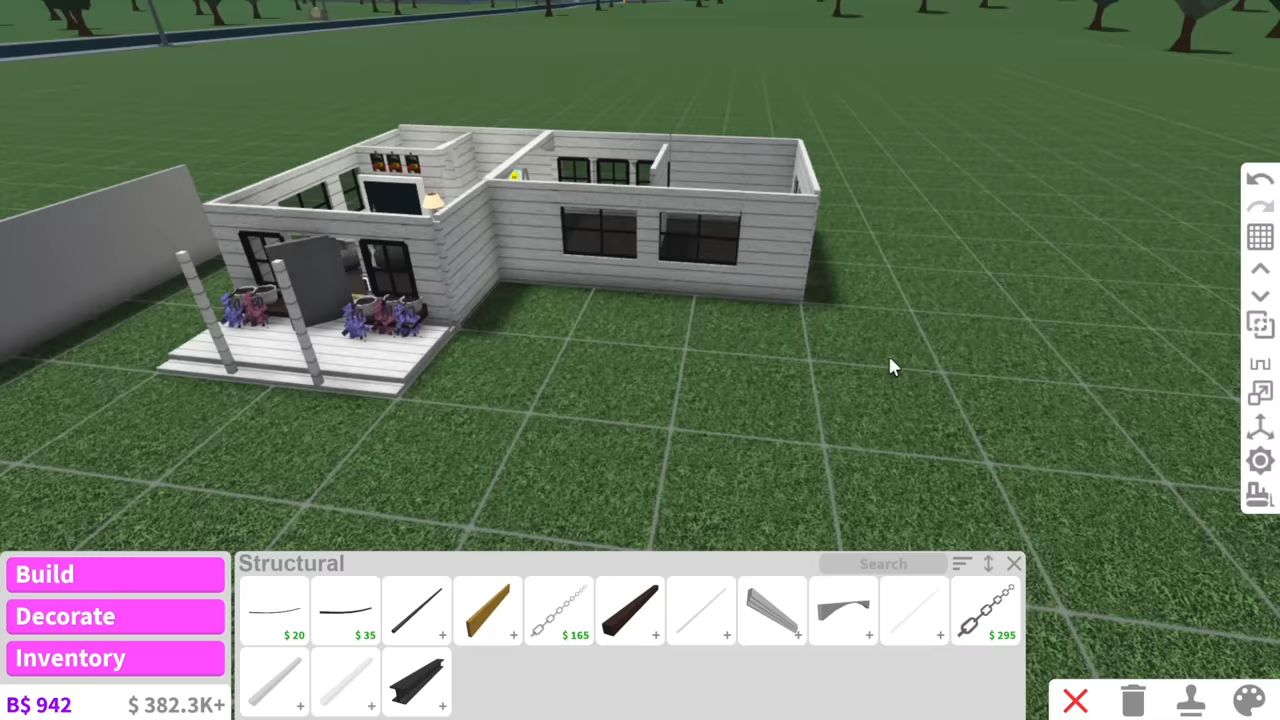 Structural
Search
$ 20
$ 35
$ 165
$ 295
Build
Decorate
Inventory
B$ 942
$ 382.3K+